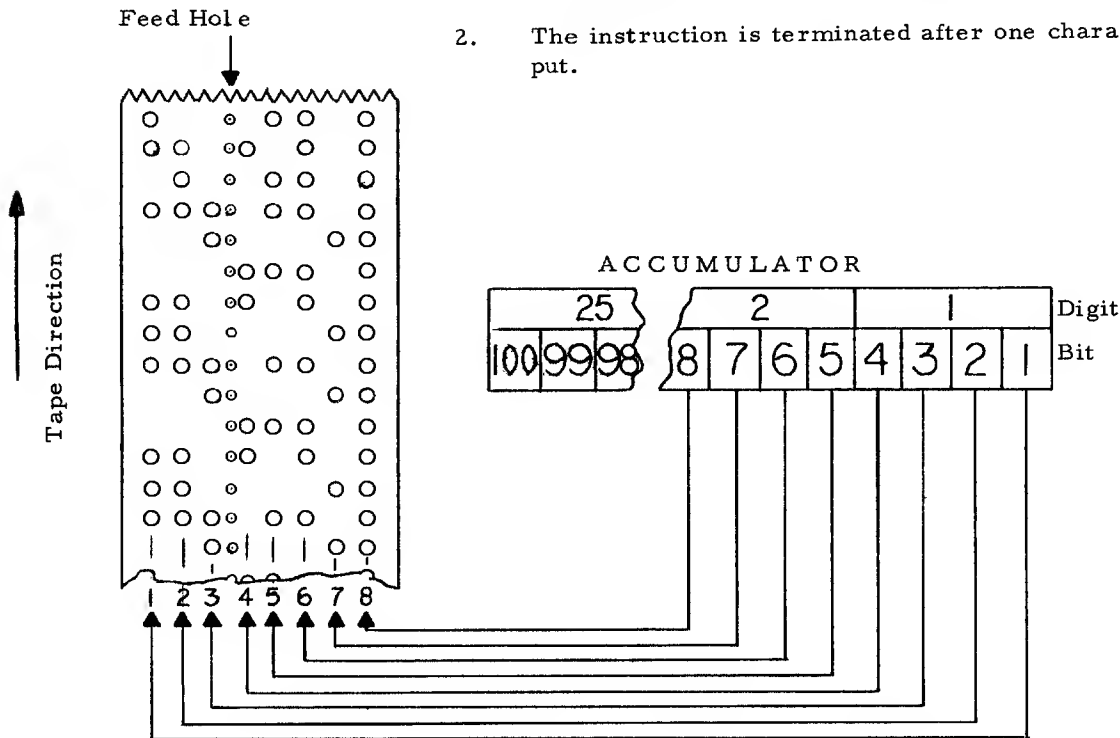 Feed Hole
2. The instruction is terminated after one chara
put.
Tape Direction
ACCUMULATOR
25 2 1 Digit
100 99 98 8 7 6 5 4 3 2 1 Bit
1 2 3 4 5 6 7 8